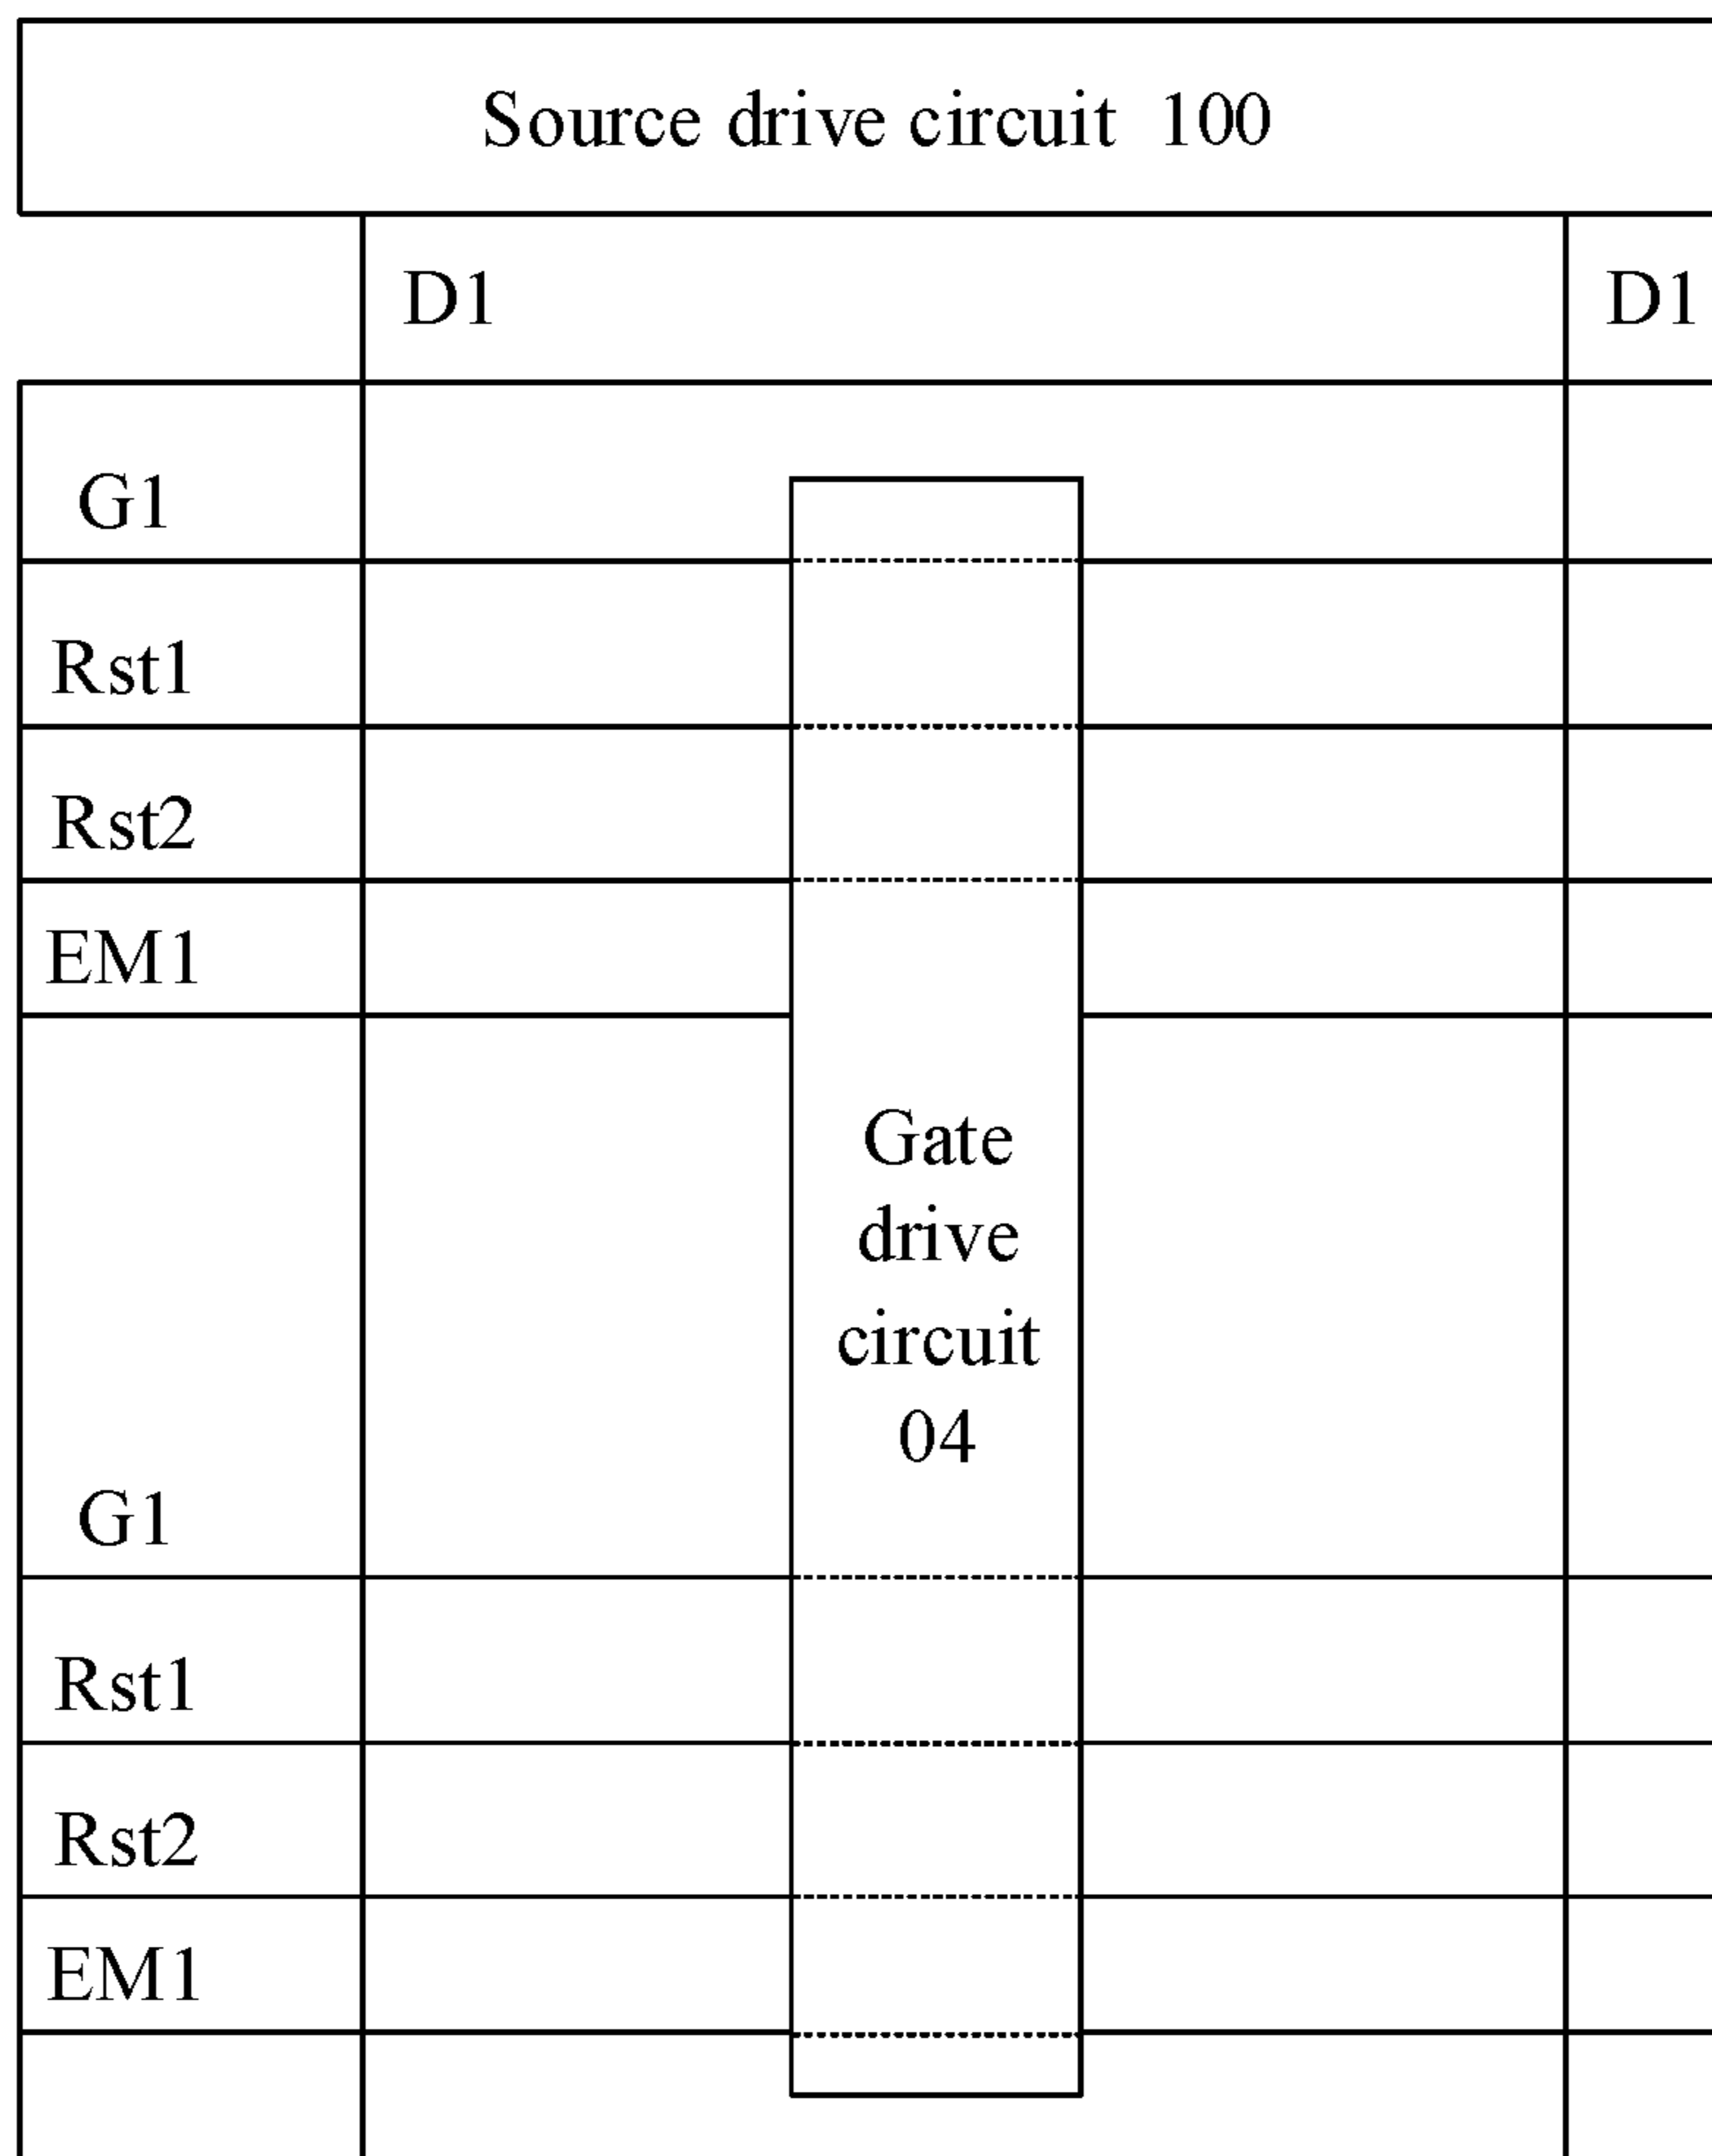 Source drive circuit 100
D1
D1
G1
Rst1
Rst2
EM1
Gate
drive
circuit
04
G1
Rst1
Rst2
EM1